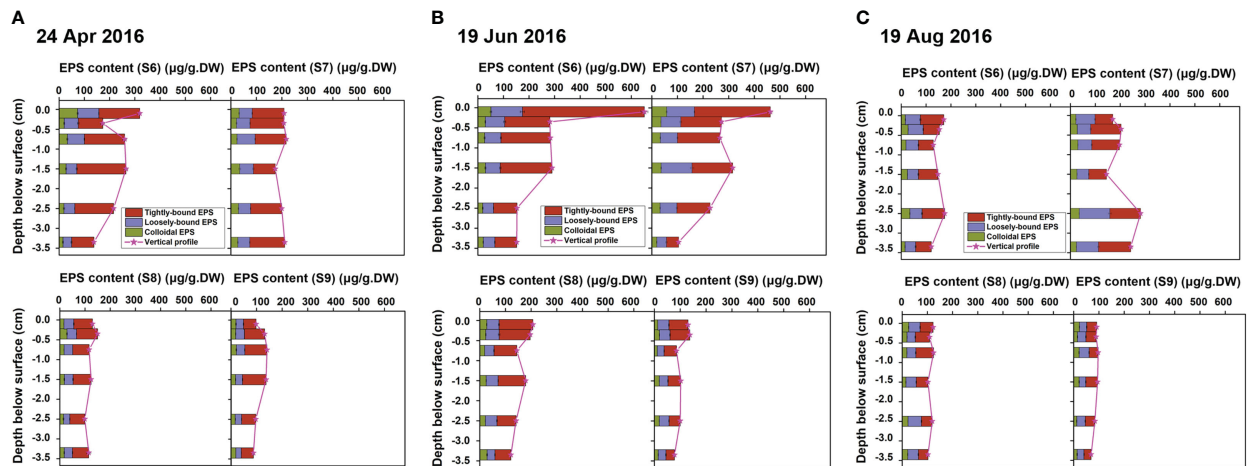 A
24 Apr 2016
EPS content (S6) (µg/g.DW) EPS content (S7) (µg/g.DW)
0 100 200 300 400 500 600 0 100 200 300 400 500 600
Depth below surface (cm)
0.0
-0.5
-1.0
-1.5
-2.0
-2.5
-3.0
-3.5
Tightly-bound EPS
Loosely-bound EPS
Colloidal EPS
Vertical profile
EPS content (S8) (µg/g.DW) EPS content (S9) (µg/g.DW)
0 100 200 300 400 500 600 0 100 200 300 400 500 600
Depth below surface (cm)
0.0
-0.5
-1.0
-1.5
-2.0
-2.5
-3.0
-3.5
B
19 Jun 2016
EPS content (S6) (µg/g.DW) EPS content (S7) (µg/g.DW)
0 100 200 300 400 500 600 0 100 200 300 400 500 600
Depth below surface (cm)
0.0
-0.5
-1.0
-1.5
-2.0
-2.5
-3.0
-3.5
Tightly-bound EPS
Loosely-bound EPS
Colloidal EPS
Vertical profile
EPS content (S8) (µg/g.DW) EPS content (S9) (µg/g.DW)
0 100 200 300 400 500 600 0 100 200 300 400 500 600
Depth below surface (cm)
0.0
-0.5
-1.0
-1.5
-2.0
-2.5
-3.0
-3.5
C
19 Aug 2016
EPS content (S6) (µg/g.DW) EPS content (S7) (µg/g.DW)
0 100 200 300 400 500 600 0 100 200 300 400 500 600
Depth below surface (cm)
0.0
-0.5
-1.0
-1.5
-2.0
-2.5
-3.0
-3.5
Tightly-bound EPS
Loosely-bound EPS
Colloidal EPS
Vertical profile
EPS content (S8) (µg/g.DW) EPS content (S9) (µg/g.DW)
0 100 200 300 400 500 600 0 100 200 300 400 500 600
Depth below surface (cm)
0.0
-0.5
-1.0
-1.5
-2.0
-2.5
-3.0
-3.5